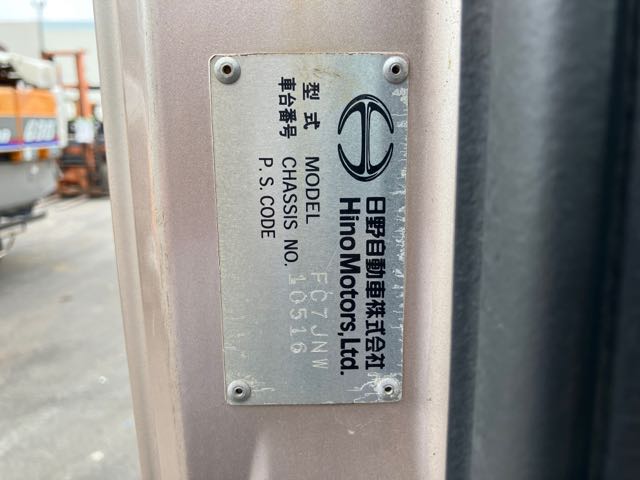 日野自動車株式会社
HinoMotors,Ltd.
型式 MODEL FC7JNW
車台番号 CHASSIS NO. 10516
P.S.CODE